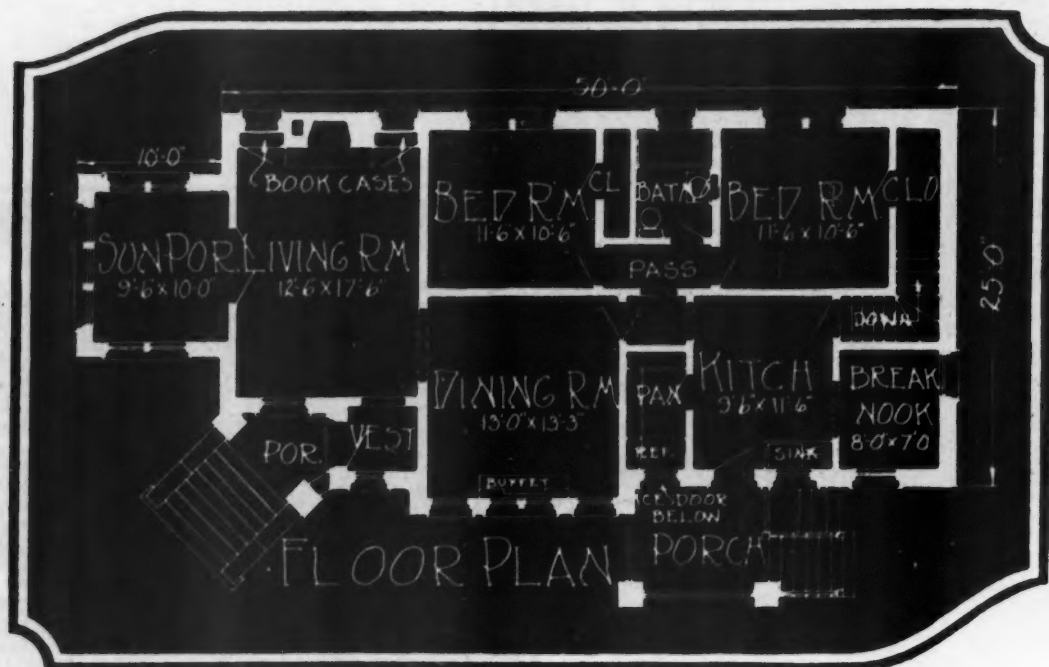 50'-0"
10'-0"
BOOK CASES
BED RM
11'-6" x 10'-6"
CL
BATH
BED RM
11'-6" x 10'-6"
CLO
SUN POR.
9'-6" x 10'-0"
LIVING RM
12'-6" x 17'-6"
PASS
25'-0"
DOWN
DINING RM
13'-0" x 13'-3"
PAN
REF.
KITCH
9'-6" x 11'-6"
BREAK
NOOK
8'-0" x 7'-0
POR.
VEST
SINK
BUFFET
ICE DOOR
BELOW
PORCH
FLOOR PLAN